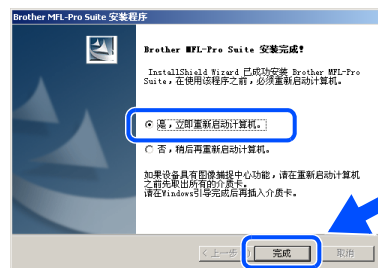 Brother MFL-Pro Suite 安装程序
Brother MFL-Pro Suite 安装完成!
InstallShield Wizard 已成功安装 Brother MFL-Pro
Suite,在使用该程序之前,必须重新启动计算机。
是,立即重新启动计算机。
否,稍后再重新启动计算机。
如果设备具有图像捕捉中心功能,请在重新启动计算机
之前先取出所有的介质卡。
请在Windows引导完成后再插入介质卡。
< 上一步
完成
取消